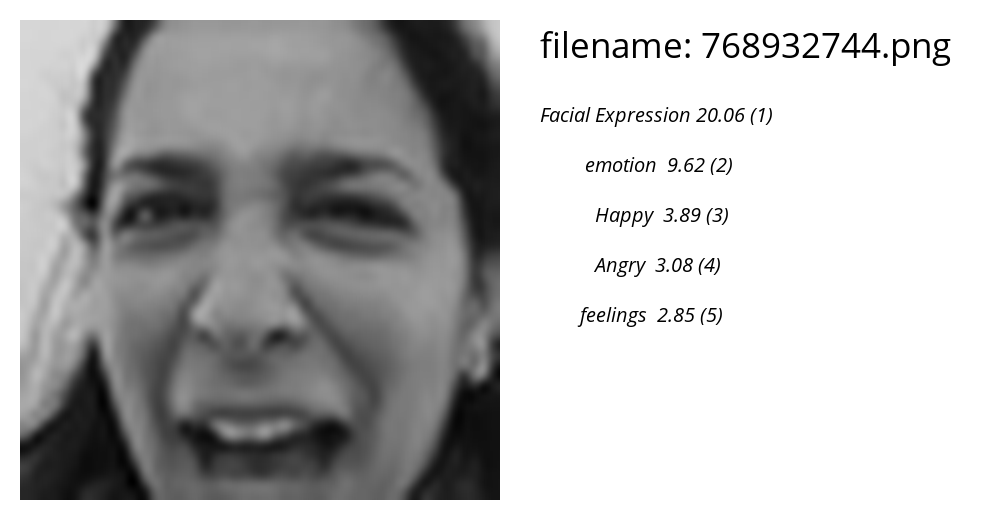 filename: 768932744.png
Facial Expression 20.06 (1)
emotion 9.62 (2)
Happy 3.89 (3)
Angry 3.08 (4)
feelings 2.85 (5)